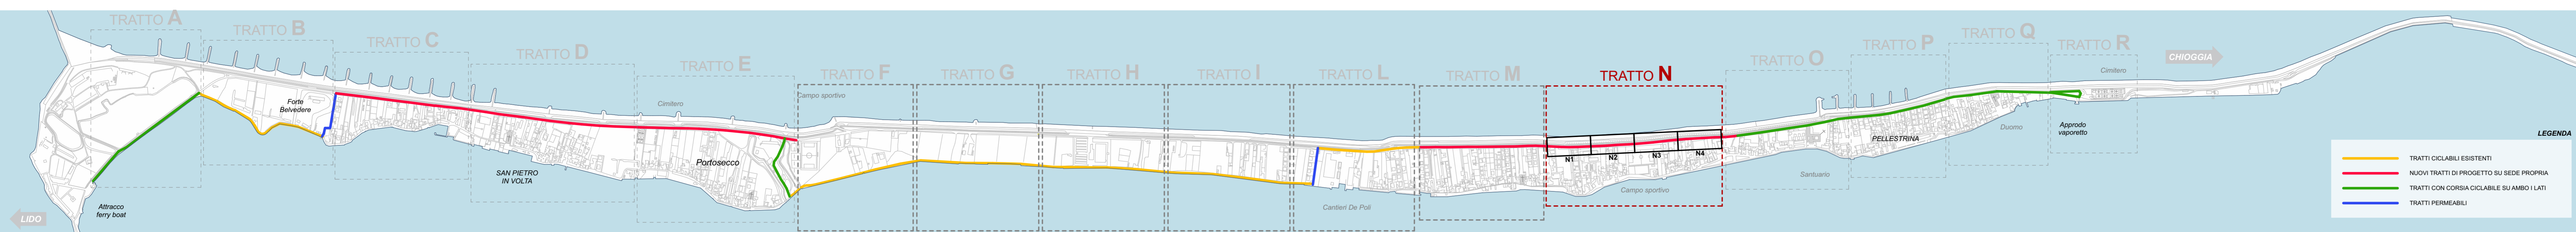 TRATTO A
TRATTO B
TRATTO C
TRATTO D
TRATTO E
TRATTO F
TRATTO G
TRATTO H
TRATTO I
TRATTO L
TRATTO M
TRATTO N
TRATTO O
TRATTO P
TRATTO Q
TRATTO R
CHIOGGIA
Cimitero
Forte
Belvedere
Cimitero
Campo sportivo
Approdo
vaporetto
Duomo
PELLESTRINA
LEGENDA
N1
N2
N3
N4
Portosecco
SAN PIETRO
IN VOLTA
Santuario
Campo sportivo
Cantieri De Poli
Attracco
ferry boat
LIDO
TRATTI CICLABILI ESISTENTI
NUOVI TRATTI DI PROGETTO SU SEDE PROPRIA
TRATTI CON CORSIA CICLABILE SU AMBO I LATI
TRATTI PERMEABILI